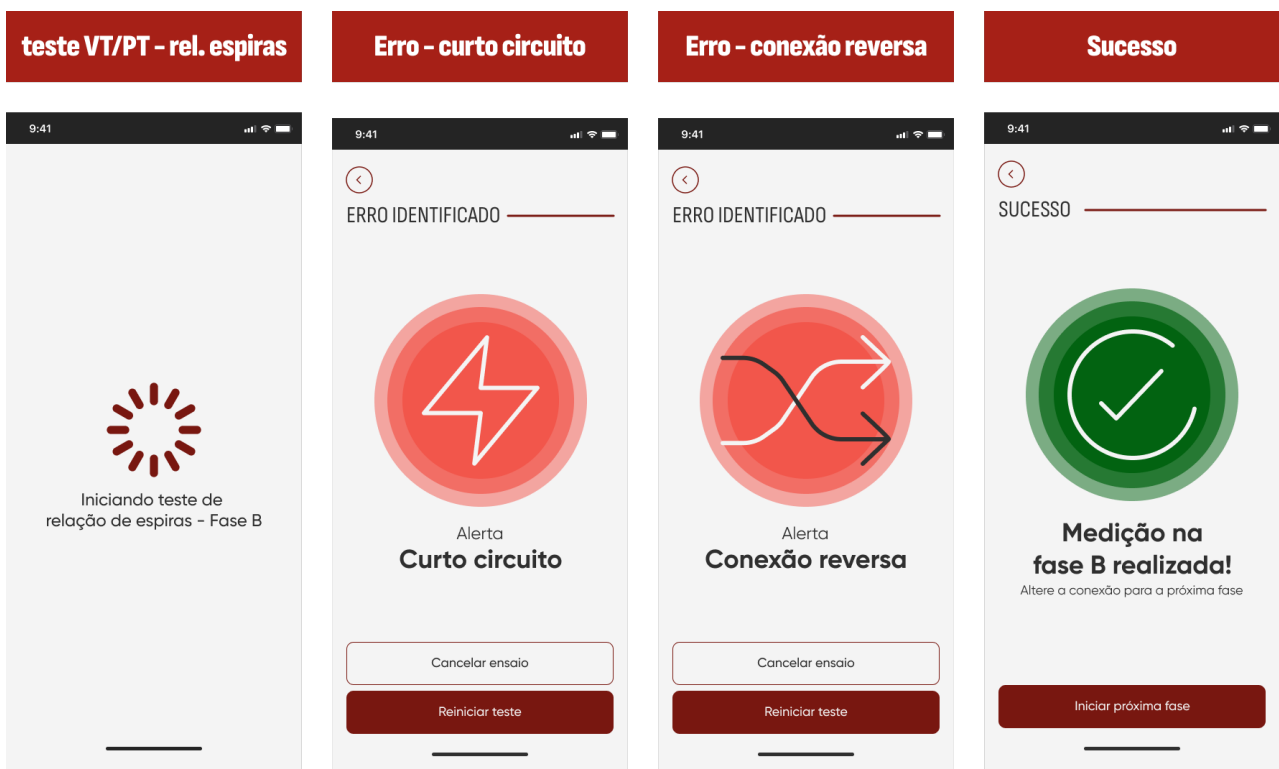 teste VT/PT - rel. espiras
9:41
Iniciando teste de
relação de espiras - Fase B
Erro - curto circuito
9:41
ERRO IDENTIFICADO
Alerta
Curto circuito
Cancelar ensaio
Reiniciar teste
Erro - conexão reversa
9:41
ERRO IDENTIFICADO
Alerta
Conexão reversa
Cancelar ensaio
Reiniciar teste
Sucesso
9:41
SUCESSO
Medição na
fase B realizada!
Altere a conexão para a próxima fase
Iniciar próxima fase